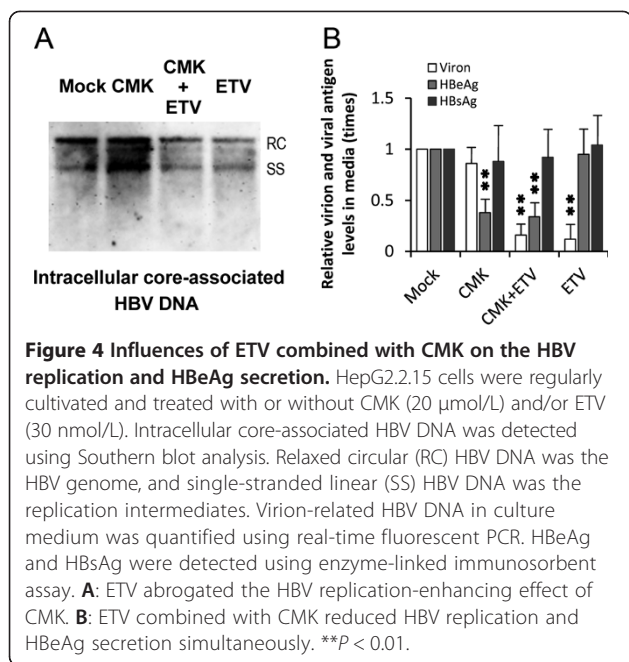 A
Mock CMK CMK + ETV ETV
RC
SS
Intracellular core-associated
HBV DNA
B
Viron
HBeAg
HBsAg
Relative virion and viral antigen
levels in media (times)
1.5
1
0.5
0
**
**
**
**
Mock
CMK
CMK+ETV
ETV
Figure 4 Influences of ETV combined with CMK on the HBV
replication and HBeAg secretion. HepG2.2.15 cells were regularly
cultivated and treated with or without CMK (20 μmol/L) and/or ETV
(30 nmol/L). Intracellular core-associated HBV DNA was detected
using Southern blot analysis. Relaxed circular (RC) HBV DNA was the
HBV genome, and single-stranded linear (SS) HBV DNA was the
replication intermediates. Virion-related HBV DNA in culture
medium was quantified using real-time fluorescent PCR. HBeAg
and HBsAg were detected using enzyme-linked immunosorbent
assay. A: ETV abrogated the HBV replication-enhancing effect of
CMK. B: ETV combined with CMK reduced HBV replication and
HBeAg secretion simultaneously. **P < 0.01.